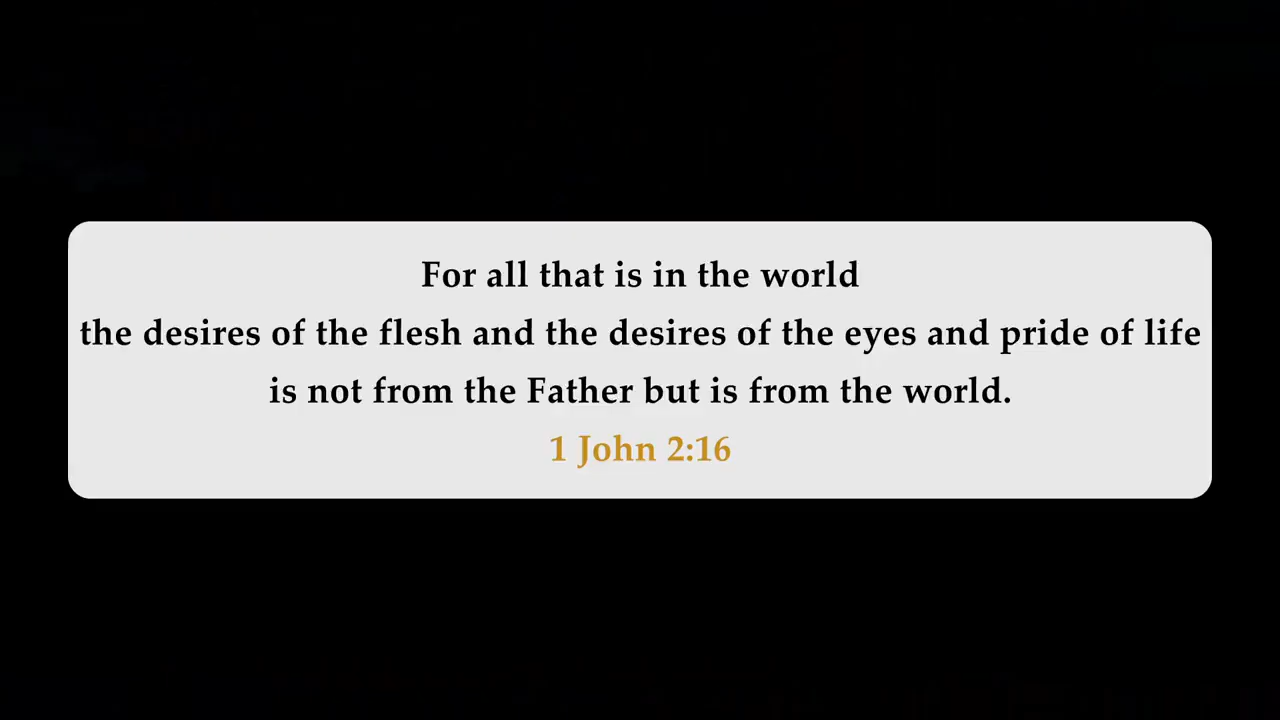 For all that is in the world
the desires of the flesh and the desires of the eyes and pride of life
is not from the Father but is from the world.
1 John 2:16